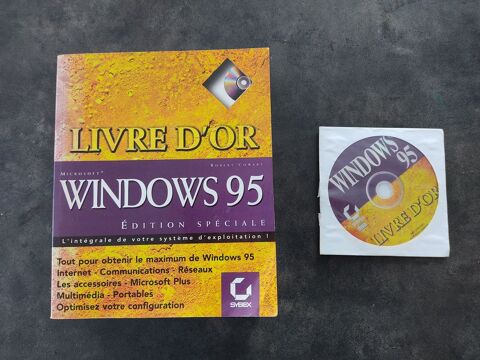 LIVRE D'OR
MICROSOFT®
ROBERT COWART
WINDOWS 95
ÉDITION SPÉCIALE
L'intégrale de votre système d'exploitation !
Tout pour obtenir le maximum de Windows 95
Internet - Communications - Réseaux
Les accessoires - Microsoft Plus
Multimédia - Portables
Optimisez votre configuration
SYBEX
WINDOWS 95
LIVRE D'OR